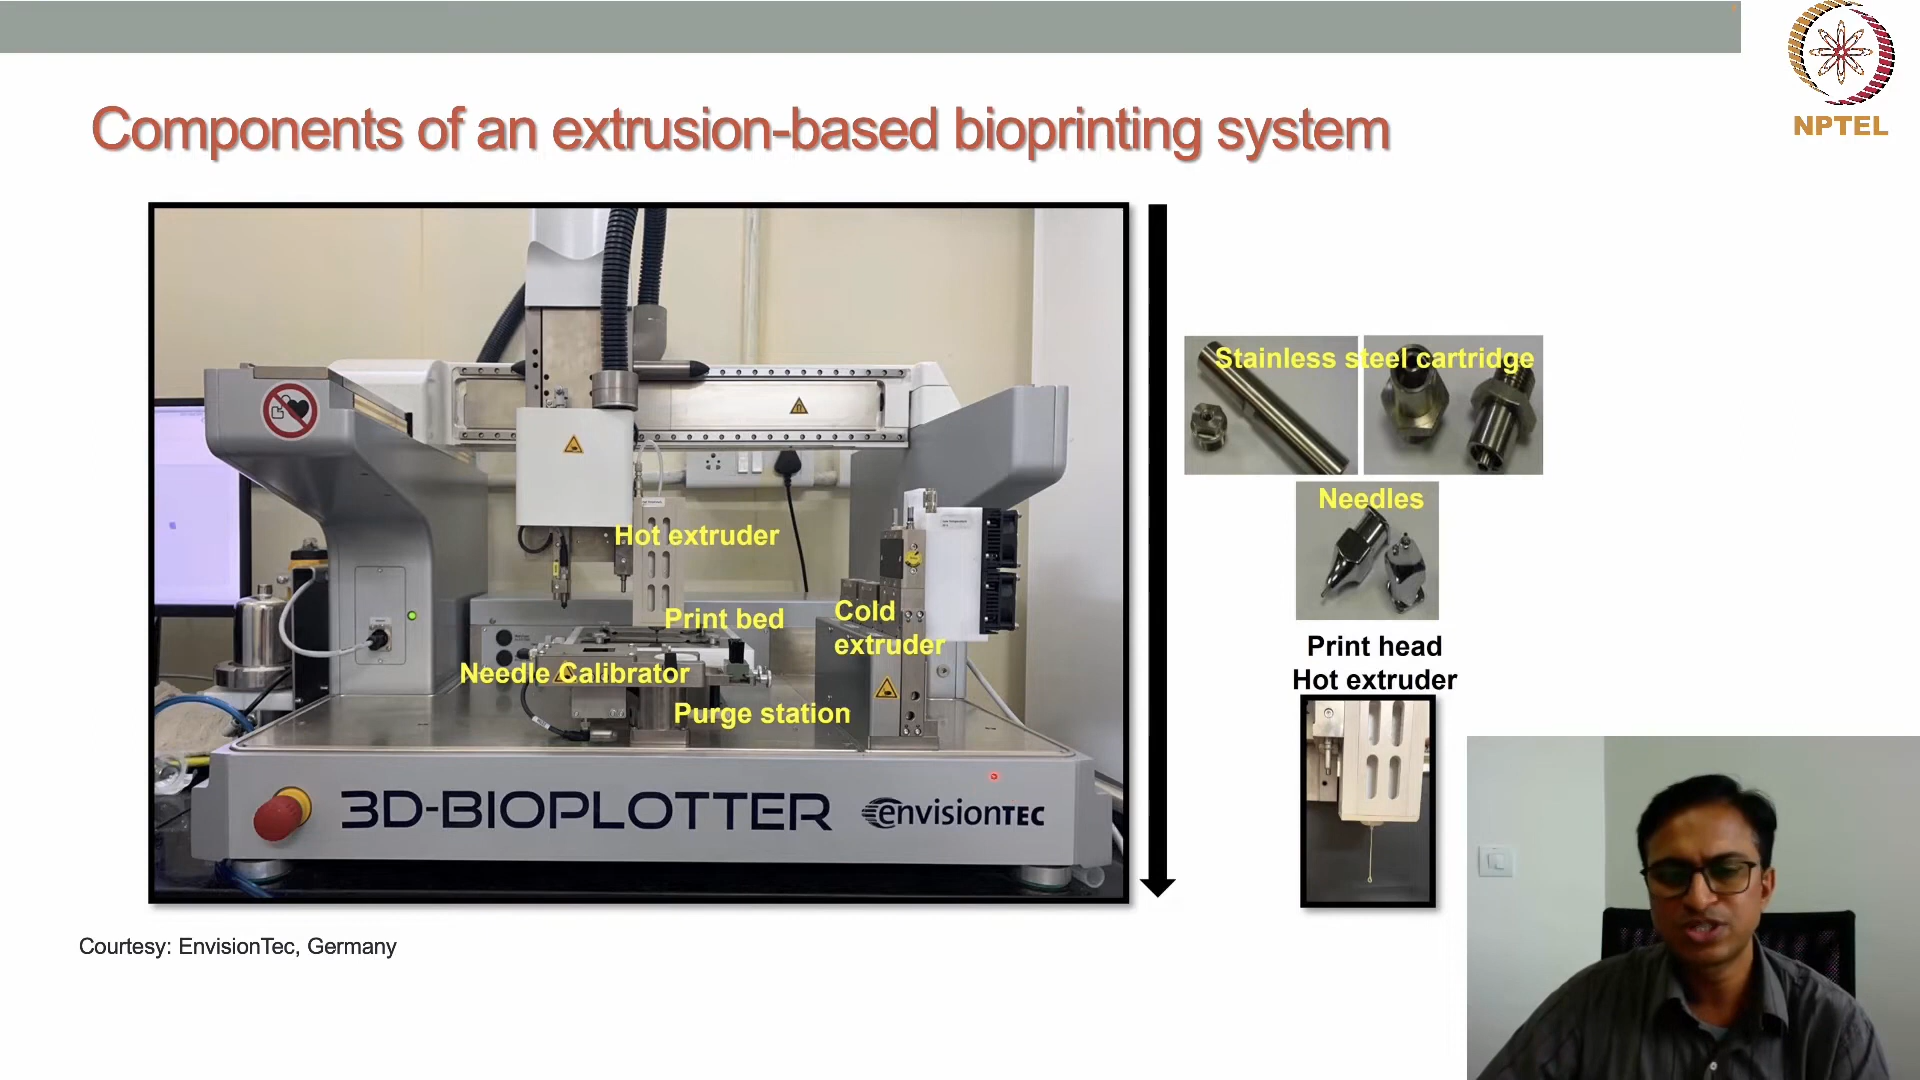 NPTEL
Components of an extrusion-based bioprinting system
Stainless steel cartridge
Needles
Hot extruder
Print bed
Cold
extruder
Needle Calibrator
Purge station
Print head
Hot extruder
3D-BIOPLOTTER envisionTEC
Courtesy: EnvisionTec, Germany